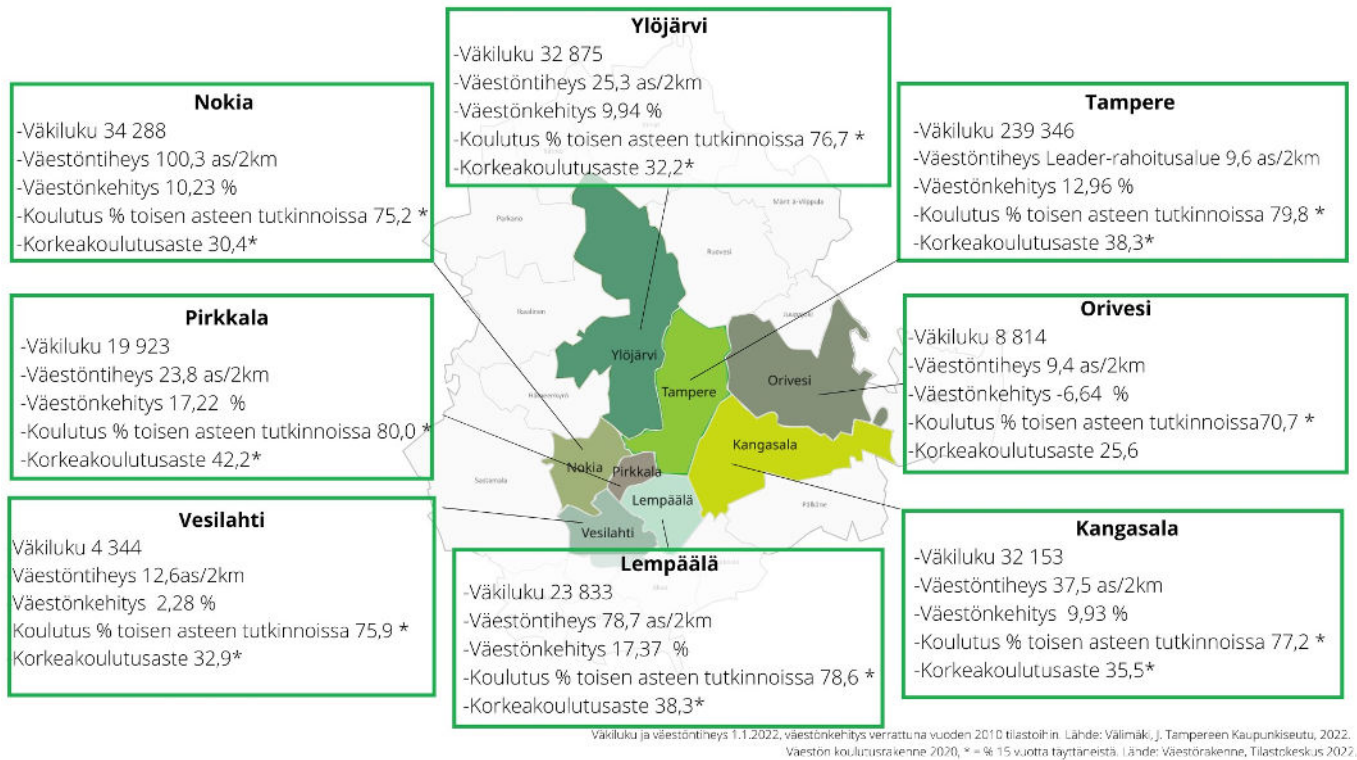 Ylöjärvi
-Väkiluku 32 875
-Väestöntiheys 25,3 as/2km
-Väestönkehitys 9,94 %
-Koulutus % toisen asteen tutkinnoissa 76,7 *
-Korkeakoulutusaste 32,2*
Nokia
-Väkiluku 34 288
-Väestöntiheys 100,3 as/2km
-Väestönkehitys 10,23 %
-Koulutus % toisen asteen tutkinnoissa 75,2 *
-Korkeakoulutusaste 30,4*
Tampere
-Väkiluku 239 346
-Väestöntiheys Leader-rahoitusalue 9,6 as/2km
-Väestönkehitys 12,96 %
-Koulutus % toisen asteen tutkinnoissa 79,8 *
-Korkeakoulutusaste 38,3*
Pirkkala
-Väkiluku 19 923
-Väestöntiheys 23,8 as/2km
-Väestönkehitys 17,22 %
-Koulutus % toisen asteen tutkinnoissa 80,0 *
-Korkeakoulutusaste 42,2*
Orivesi
-Väkiluku 8 814
-Väestöntiheys 9,4 as/2km
-Väestönkehitys -6,64 %
-Koulutus % toisen asteen tutkinnoissa70,7 *
-Korkeakoulutusaste 25,6
Vesilahti
Väkiluku 4 344
Väestöntiheys 12,6as/2km
Väestönkehitys 2,28 %
Koulutus % toisen asteen tutkinnoissa 75,9 *
Korkeakoulutusaste 32,9*
Lempäälä
-Väkiluku 23 833
-Väestöntiheys 78,7 as/2km
-Väestönkehitys 17,37 %
-Koulutus % toisen asteen tutkinnoissa 78,6 *
-Korkeakoulutusaste 38,3*
Kangasala
-Väkiluku 32 153
-Väestöntiheys 37,5 as/2km
-Väestönkehitys 9,93 %
-Koulutus % toisen asteen tutkinnoissa 77,2 *
-Korkeakoulutusaste 35,5*
Parkano
Ruovesi
Ylöjärvi
Tampere
Orivesi
Kangasala
Nokia
Pirkkala
Sastamala
Lempäälä
Pälkäne
Vesilahti
Väkiluku ja väestöntiheys 1.1.2022, väestönkehitys verrattuna vuoden 2010 tilastoihin. Lähde: Välimäki, J. Tampereen Kaupunkiseutu, 2022.
Väestön koulutusrakenne 2020, * = % 15 vuotta täyttäneistä. Lähde: Väestörakenne, Tilastokeskus 2022.